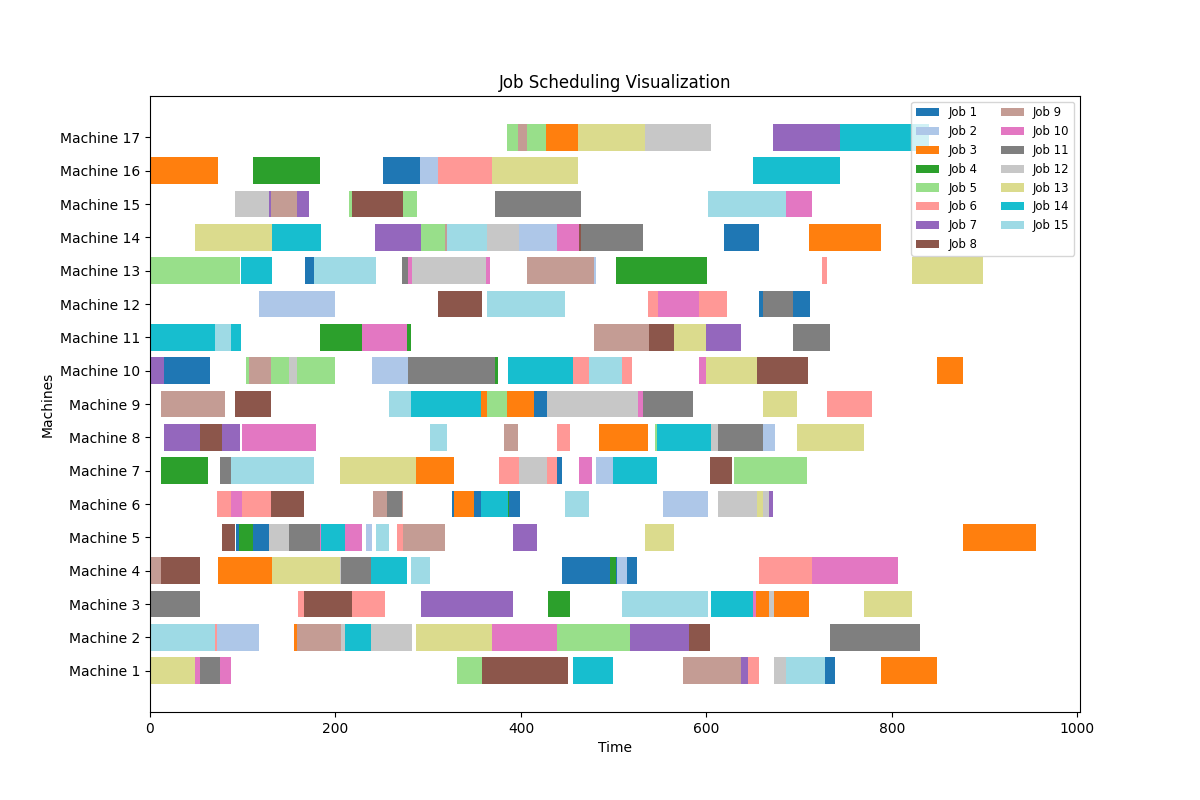 Job Scheduling Visualization
Machines
Machine 17
Machine 16
Machine 15
Machine 14
Machine 13
Machine 12
Machine 11
Machine 10
Machine 9
Machine 8
Machine 7
Machine 6
Machine 5
Machine 4
Machine 3
Machine 2
Machine 1
0 200 400 600 800 1000
Time
Job 1
Job 2
Job 3
Job 4
Job 5
Job 6
Job 7
Job 8
Job 9
Job 10
Job 11
Job 12
Job 13
Job 14
Job 15